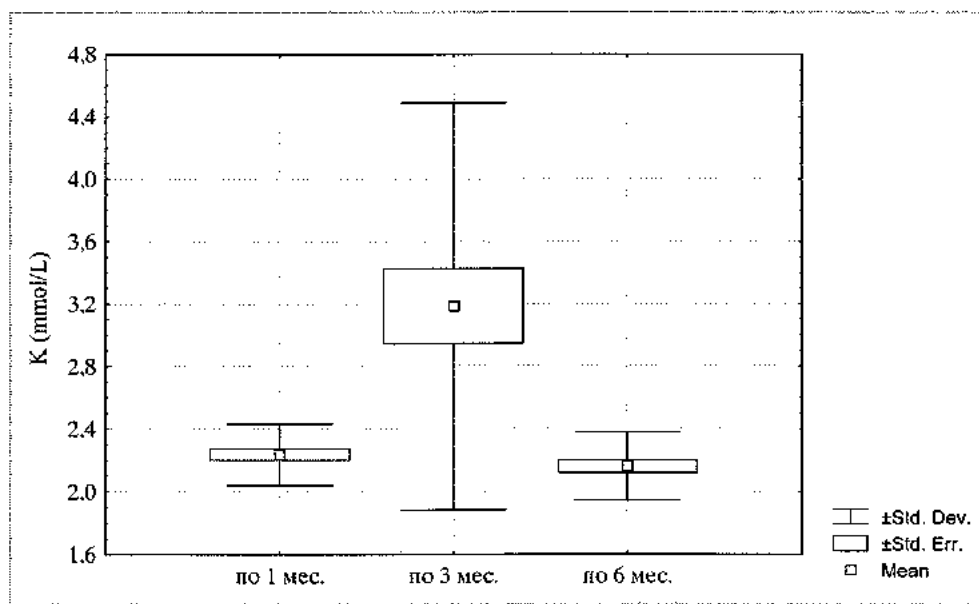 4,8
4,4
4,0
3,6
3,2
2,8
2,4
2,0
1,6
K (mmol/L)
по 1 мес.
по 3 мес.
по 6 мес.
±Std. Dev.
±Std. Err.
Mean